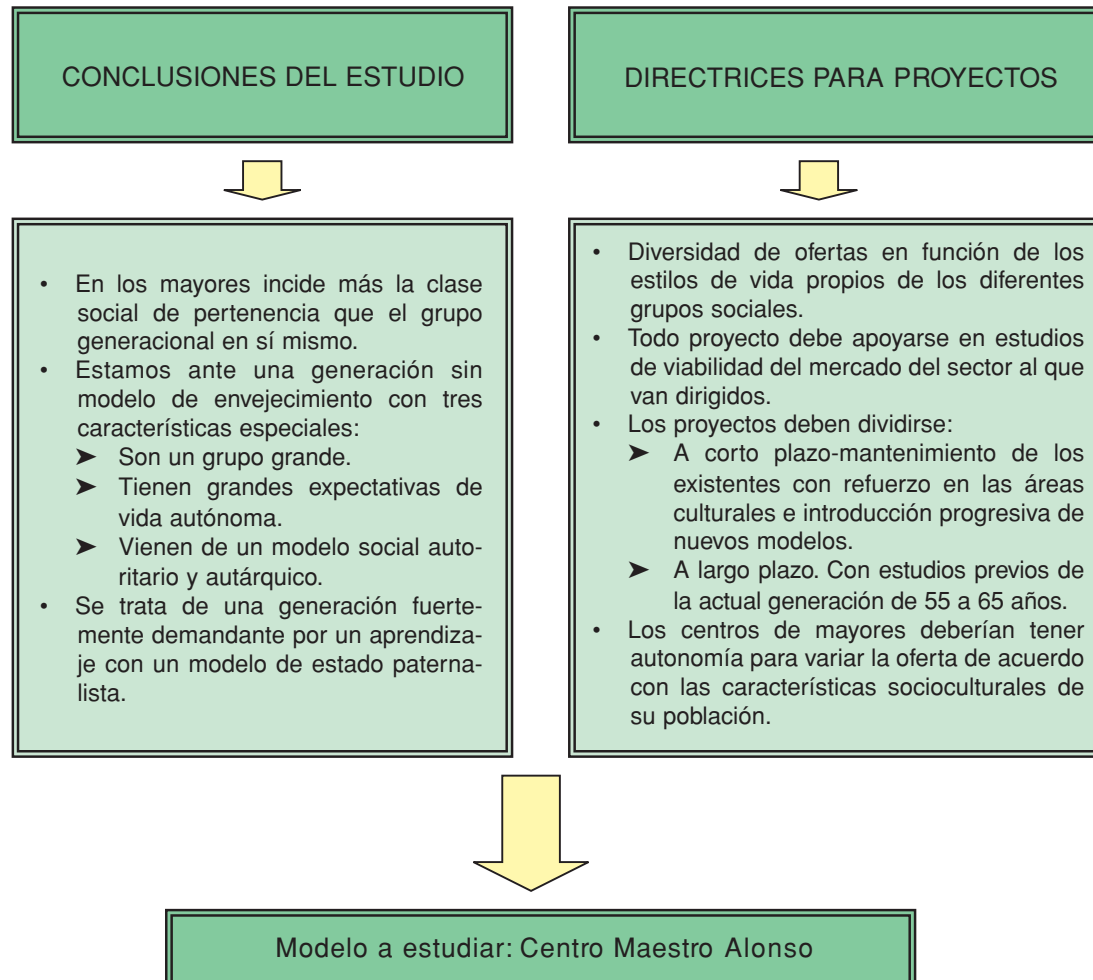 CONCLUSIONES DEL ESTUDIO
• En los mayores incide más la clase
social de pertenencia que el grupo
generacional en sí mismo.
• Estamos ante una generación sin
modelo de envejecimiento con tres
características especiales:
➤ Son un grupo grande.
➤ Tienen grandes expectativas de
vida autónoma.
➤ Vienen de un modelo social auto-
ritario y autárquico.
• Se trata de una generación fuerte-
mente demandante por un aprendiza-
je con un modelo de estado paterna-
lista.
DIRECTRICES PARA PROYECTOS
• Diversidad de ofertas en función de los
estilos de vida propios de los diferentes
grupos sociales.
• Todo proyecto debe apoyarse en estudios
de viabilidad del mercado del sector al que
van dirigidos.
• Los proyectos deben dividirse:
➤ A corto plazo-mantenimiento de los
existentes con refuerzo en las áreas
culturales e introducción progresiva de
nuevos modelos.
➤ A largo plazo. Con estudios previos de
la actual generación de 55 a 65 años.
• Los centros de mayores deberían tener
autonomía para variar la oferta de acuerdo
con las características socioculturales de
su población.
Modelo a estudiar: Centro Maestro Alonso